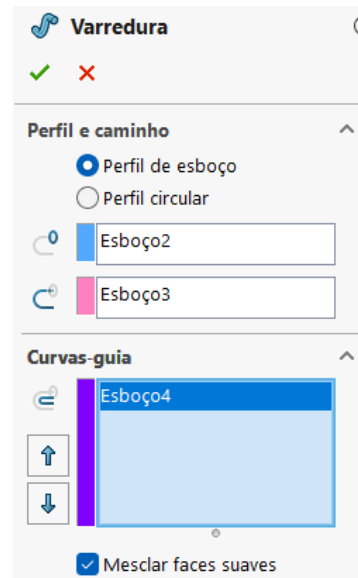 Varredura
Perfil e caminho
Perfil de esboço
Perfil circular
Esboço2
Esboço3
Curvas-guia
Esboço4
Mesclar faces suaves